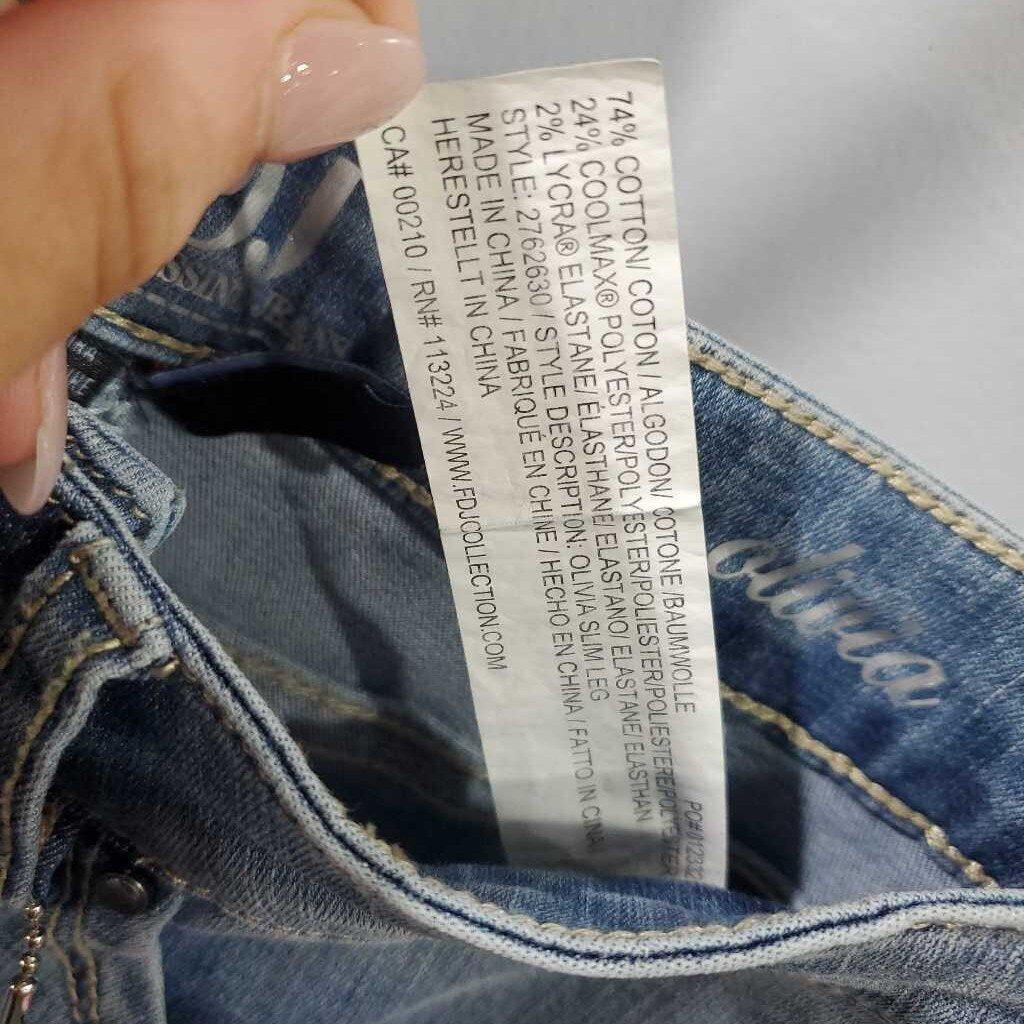 74% COTTON/ COTON / ALGODON/ COTONE /BAUMWOLLE
24% COOLMAX® POLYESTER/POLYESTER/POLIESTER/POLIESTERE/POLYESTER
2% LYCRA® ELASTANE/ ÉLASTHANE/ ELASTANO/ ELASTANE/ ELASTHAN
STYLE: 2762630 / STYLE DESCRIPTION: OLIVIA SLIM LEG
MADE IN CHINA / FABRIQUÉ EN CHINE / HECHO EN CHINA / FATTO IN CINA
HERESTELLT IN CHINA
CA# 00210 / RN# 113224 / WWW.FDJCOLLECTION.COM
PO# 012332
olivia